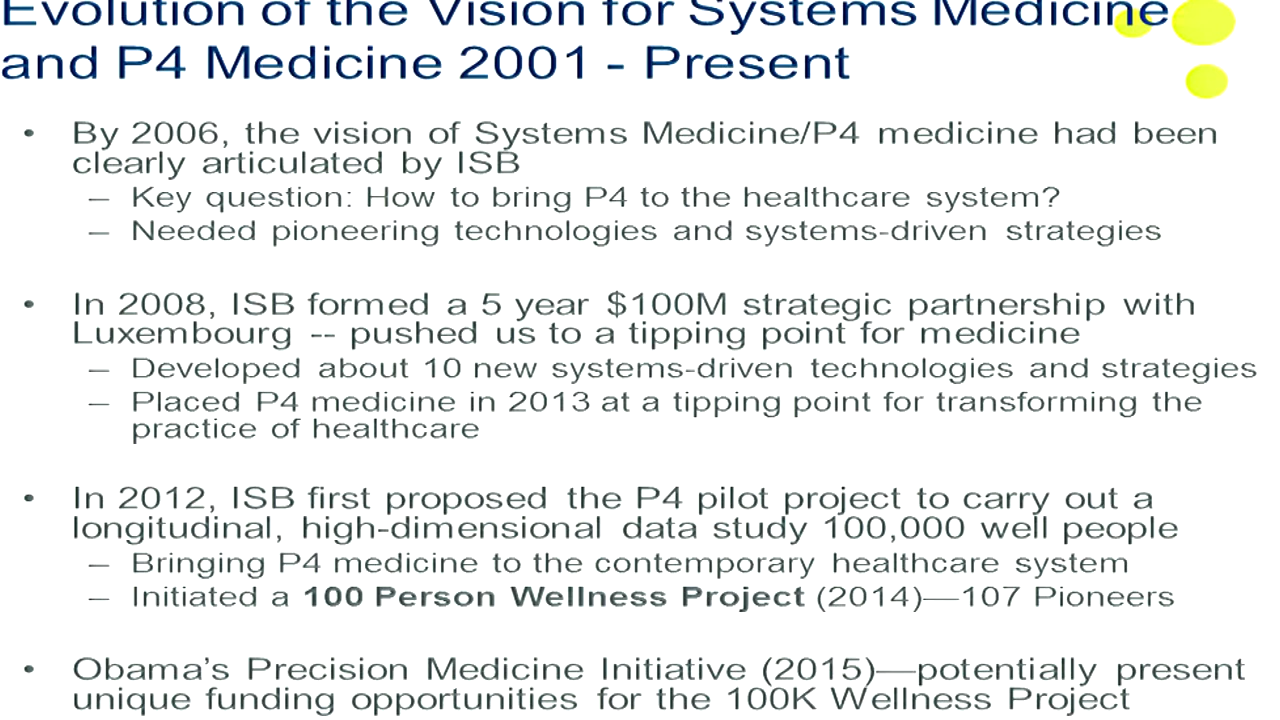 Evolution of the Vision for Systems Medicine
and P4 Medicine 2001 - Present
• By 2006, the vision of Systems Medicine/P4 medicine had been
clearly articulated by ISB
– Key question: How to bring P4 to the healthcare system?
– Needed pioneering technologies and systems-driven strategies
• In 2008, ISB formed a 5 year $100M strategic partnership with
Luxembourg -- pushed us to a tipping point for medicine
– Developed about 10 new systems-driven technologies and strategies
– Placed P4 medicine in 2013 at a tipping point for transforming the
practice of healthcare
• In 2012, ISB first proposed the P4 pilot project to carry out a
longitudinal, high-dimensional data study 100,000 well people
– Bringing P4 medicine to the contemporary healthcare system
– Initiated a 100 Person Wellness Project (2014)—107 Pioneers
• Obama’s Precision Medicine Initiative (2015)—potentially present
unique funding opportunities for the 100K Wellness Project